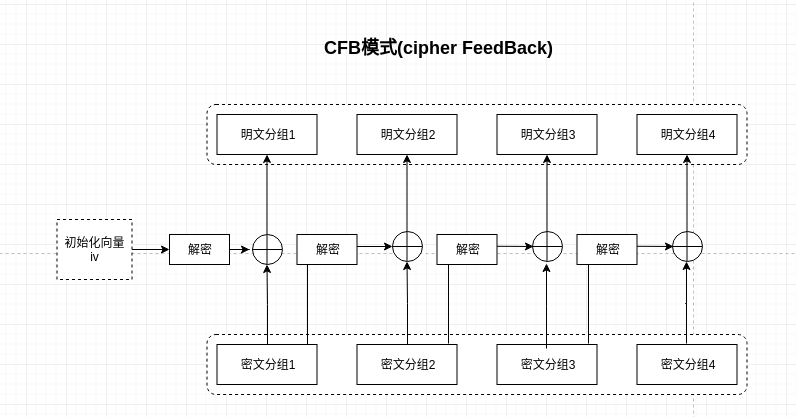 CFB模式(cipher FeedBack)
明文分组1
明文分组2
明文分组3
明文分组4
初始化向量
iv
解密
解密
解密
解密
密文分组1
密文分组2
密文分组3
密文分组4